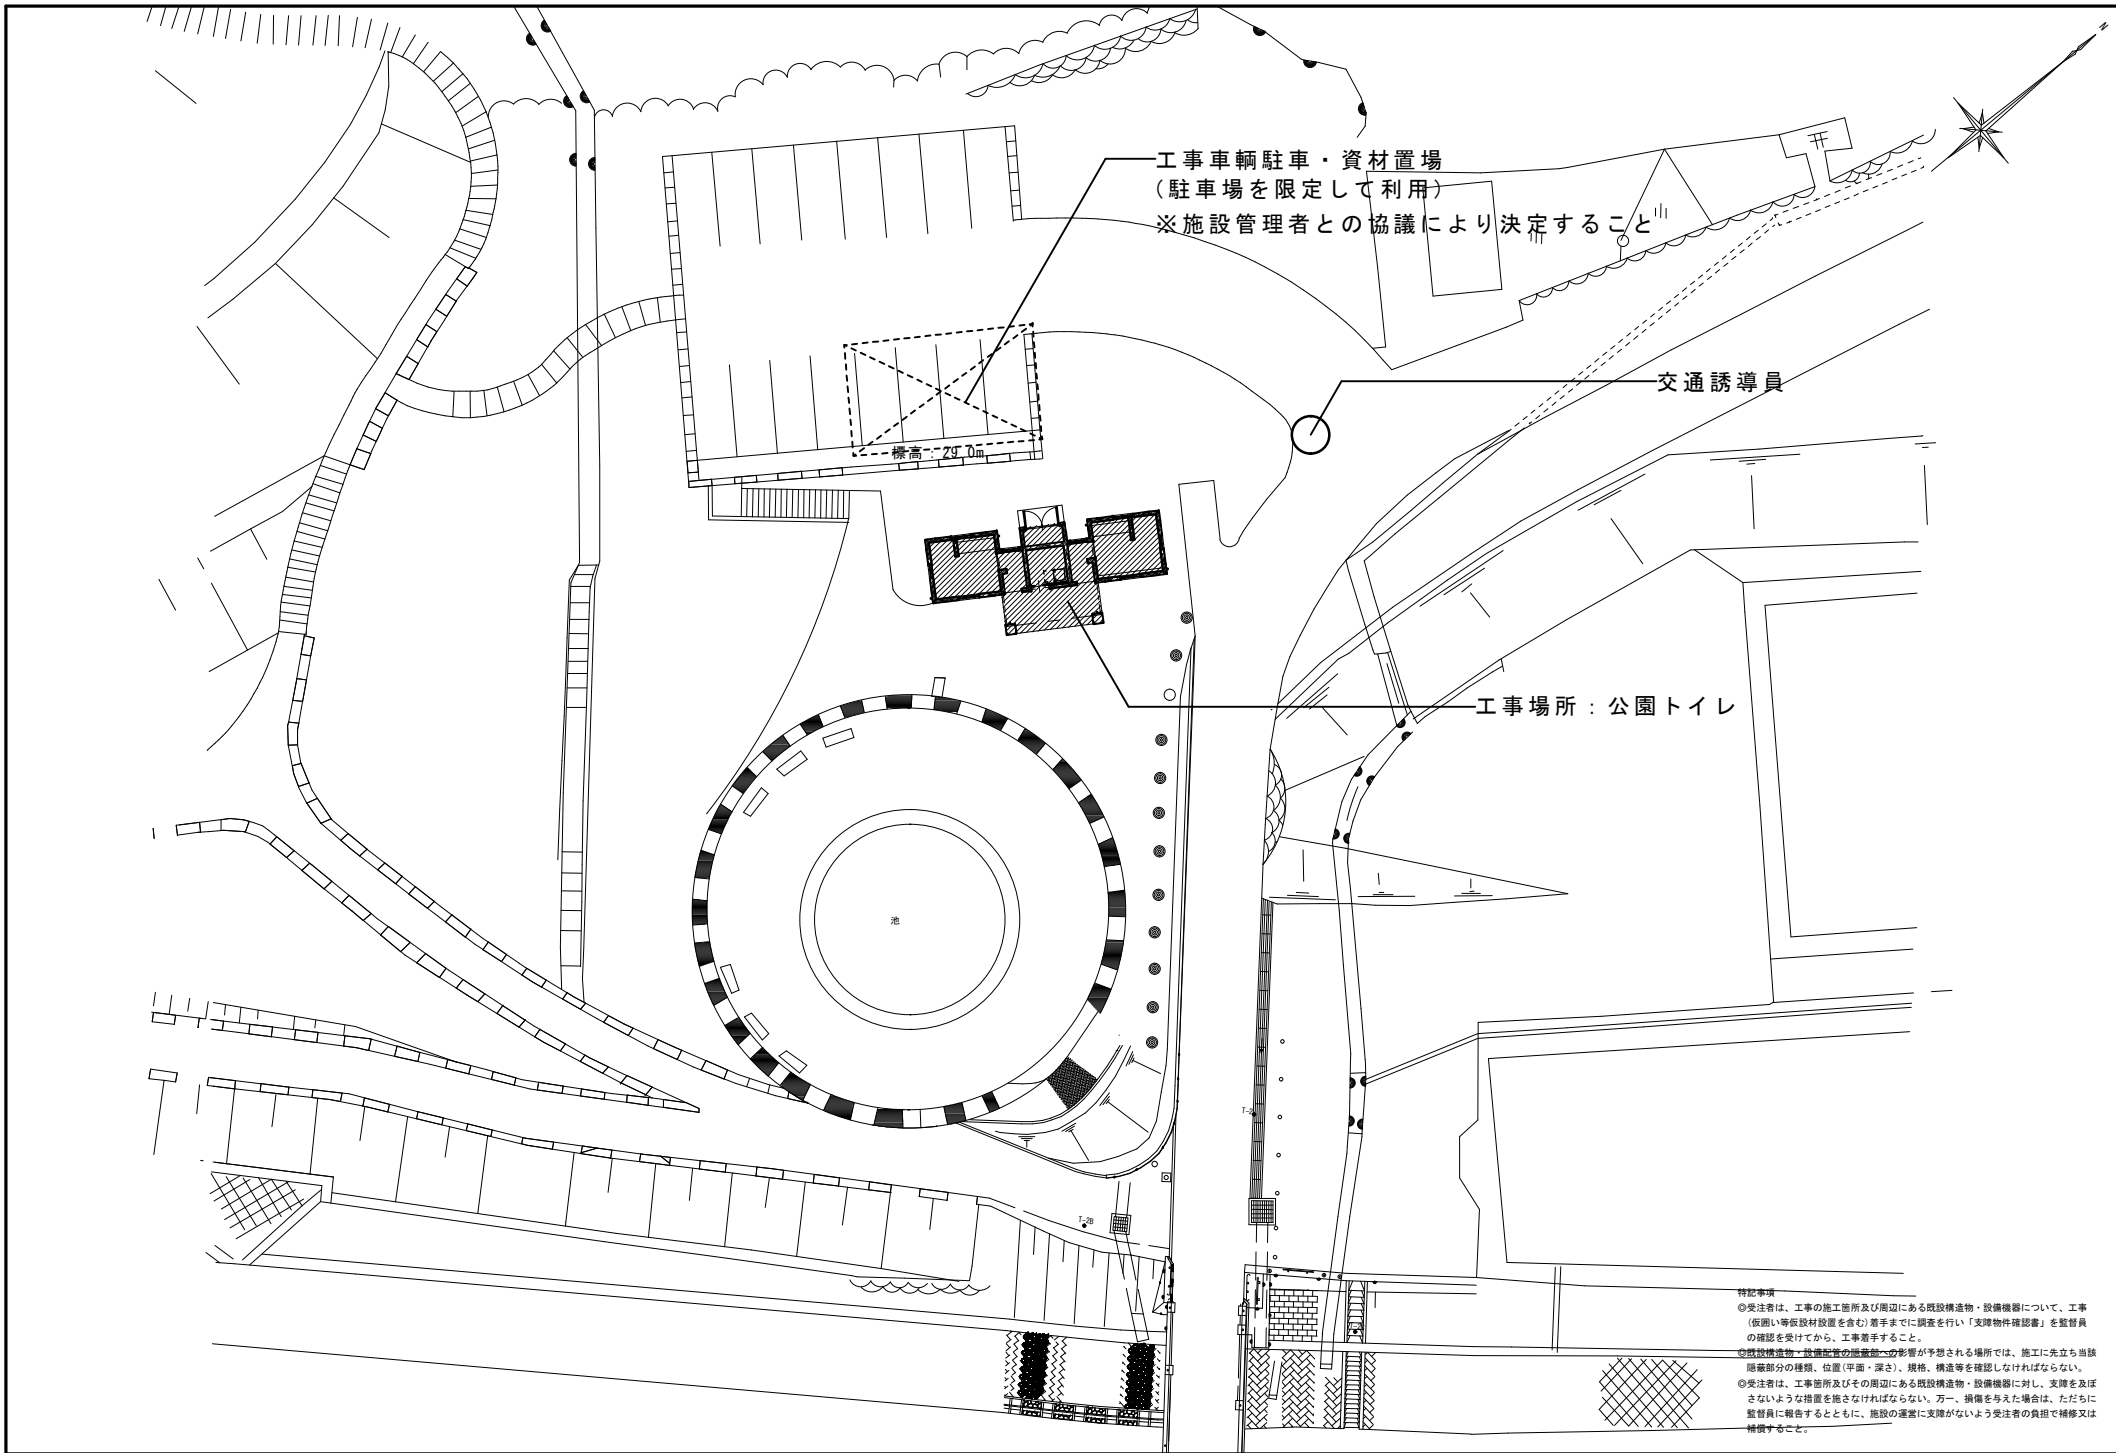 N
工事車輌駐車・資材置場
(駐車場を限定して利用)
※施設管理者との協議により決定すること
交通誘導員
標高:29.0m
工事場所:公園トイレ
池
T-2
T-2B
特記事項
◎受注者は、工事の施工箇所及び周辺にある既設構造物・設備機器について、工事
(仮囲い等仮設材設置を含む)着手までに調査を行い「支障物件確認書」を監督員
の確認を受けてから、工事着手すること。
◎既設構造物・設備配管の隠蔽部への影響が予想される場所では、施工に先立ち当該
隠蔽部分の種類、位置(平面・深さ)、規格、構造等を確認しなければならない。
◎受注者は、工事箇所及びその周辺にある既設構造物・設備機器に対し、支障を及ぼ
さないような措置を施さなければならない。万一、損傷を与えた場合は、ただちに
監督員に報告するとともに、施設の運営に支障がないよう受注者の負担で補修又は
補償すること。